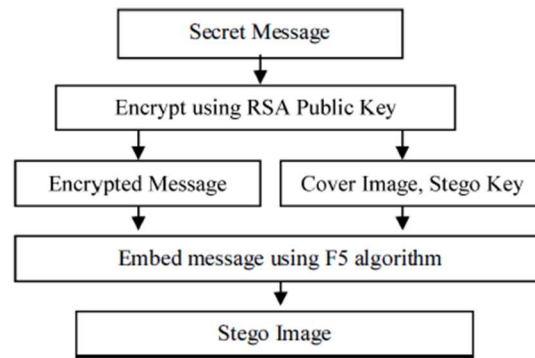 Secret Message
Encrypt using RSA Public Key
Encrypted Message
Cover Image, Stego Key
Embed message using F5 algorithm
Stego Image